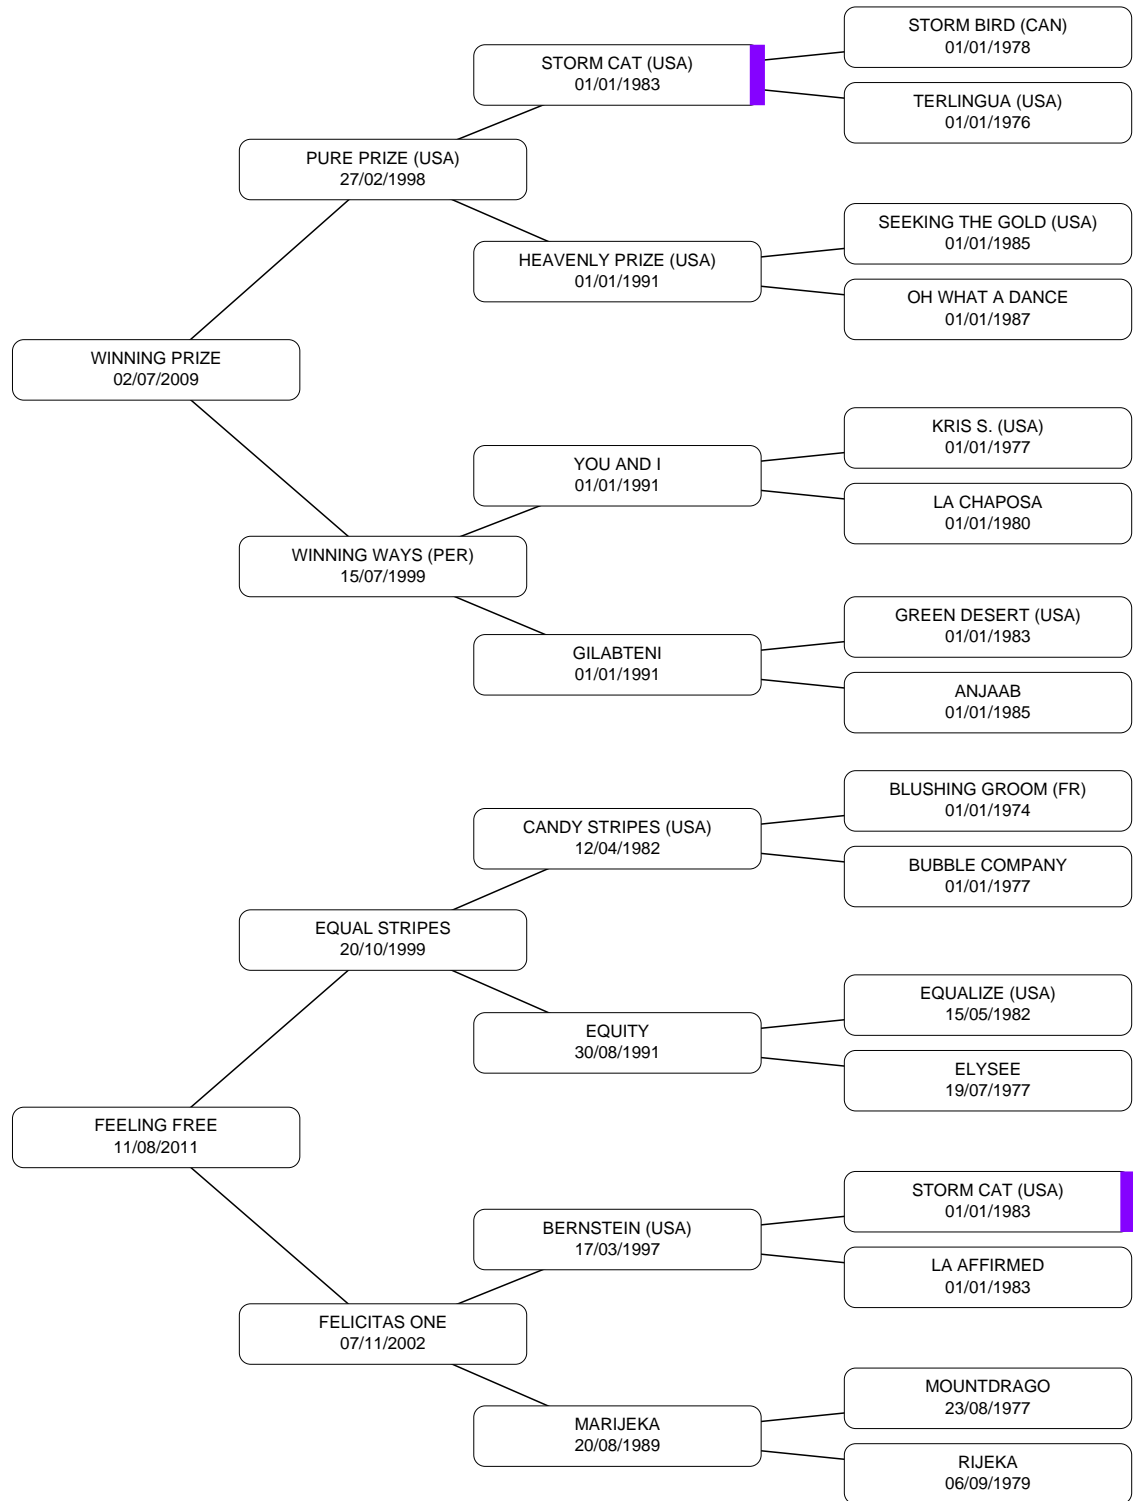 STORM BIRD (CAN)
01/01/1978
STORM CAT (USA)
01/01/1983
TERLINGUA (USA)
01/01/1976
PURE PRIZE (USA)
27/02/1998
SEEKING THE GOLD (USA)
01/01/1985
HEAVENLY PRIZE (USA)
01/01/1991
OH WHAT A DANCE
01/01/1987
WINNING PRIZE
02/07/2009
KRIS S. (USA)
01/01/1977
YOU AND I
01/01/1991
LA CHAPOSA
01/01/1980
WINNING WAYS (PER)
15/07/1999
GREEN DESERT (USA)
01/01/1983
GILABTENI
01/01/1991
ANJAAB
01/01/1985
BLUSHING GROOM (FR)
01/01/1974
CANDY STRIPES (USA)
12/04/1982
BUBBLE COMPANY
01/01/1977
EQUAL STRIPES
20/10/1999
EQUALIZE (USA)
15/05/1982
EQUITY
30/08/1991
ELYSEE
19/07/1977
FEELING FREE
11/08/2011
STORM CAT (USA)
01/01/1983
BERNSTEIN (USA)
17/03/1997
LA AFFIRMED
01/01/1983
FELICITAS ONE
07/11/2002
MOUNTDRAGO
23/08/1977
MARIJEKA
20/08/1989
RIJEKA
06/09/1979